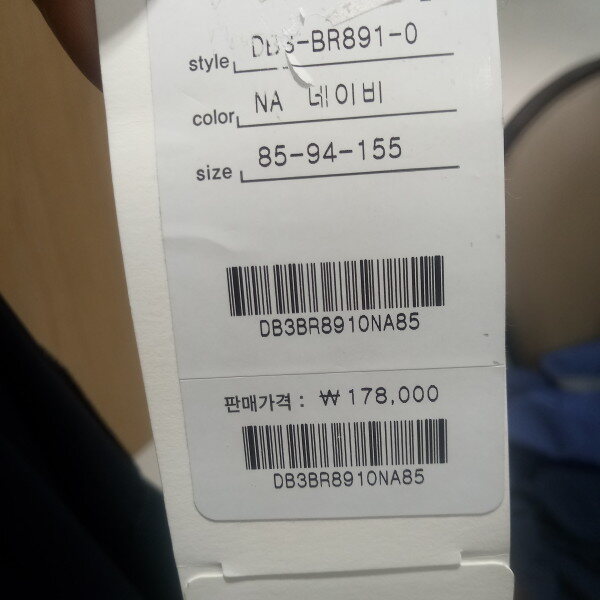 style DB3-BR891-0
color NA 네이비
size 85-94-155
DB3BR8910NA85
판매가격 : ₩ 178,000
DB3BR8910NA85